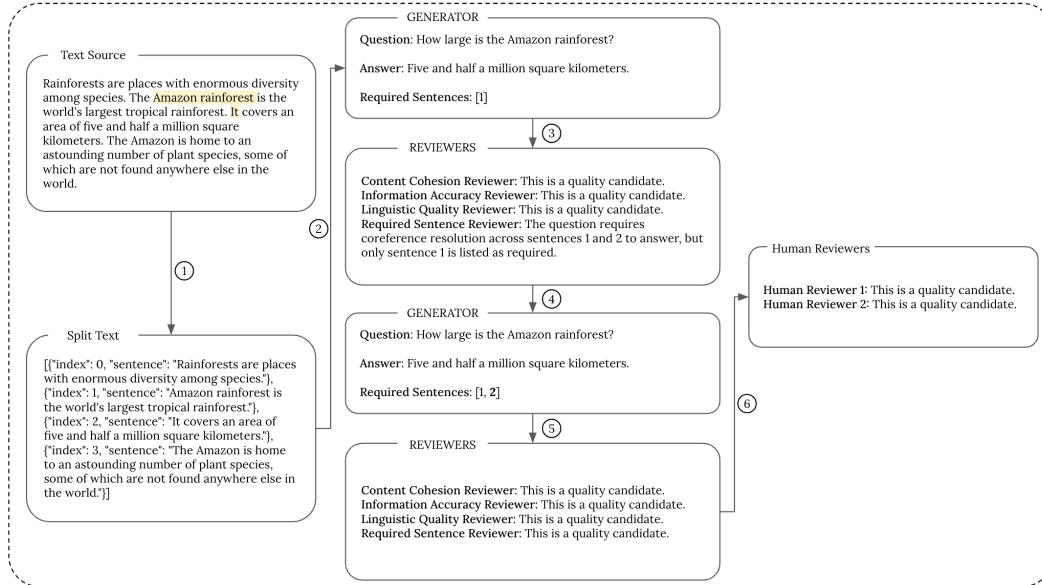 Text Source
Rainforests are places with enormous diversity
among species. The Amazon rainforest is the
world's largest tropical rainforest. It covers an
area of five and half a million square
kilometers. The Amazon is home to an
astounding number of plant species, some of
which are not found anywhere else in the
world.
1
Split Text
[{"index": 0, "sentence": "Rainforests are places
with enormous diversity among species."},
{"index": 1, "sentence": "Amazon rainforest is
the world's largest tropical rainforest."},
{"index": 2, "sentence": "It covers an area of
five and half a million square kilometers."},
{"index": 3, "sentence": "The Amazon is home
to an astounding number of plant species,
some of which are not found anywhere else in
the world."}]
2
GENERATOR
Question: How large is the Amazon rainforest?
Answer: Five and half a million square kilometers.
Required Sentences: [1]
3
REVIEWERS
Content Cohesion Reviewer: This is a quality candidate.
Information Accuracy Reviewer: This is a quality candidate.
Linguistic Quality Reviewer: This is a quality candidate.
Required Sentence Reviewer: The question requires
coreference resolution across sentences 1 and 2 to answer, but
only sentence 1 is listed as required.
4
GENERATOR
Question: How large is the Amazon rainforest?
Answer: Five and half a million square kilometers.
Required Sentences: [1, 2]
5
REVIEWERS
Content Cohesion Reviewer: This is a quality candidate.
Information Accuracy Reviewer: This is a quality candidate.
Linguistic Quality Reviewer: This is a quality candidate.
Required Sentence Reviewer: This is a quality candidate.
6
Human Reviewers
Human Reviewer 1: This is a quality candidate.
Human Reviewer 2: This is a quality candidate.